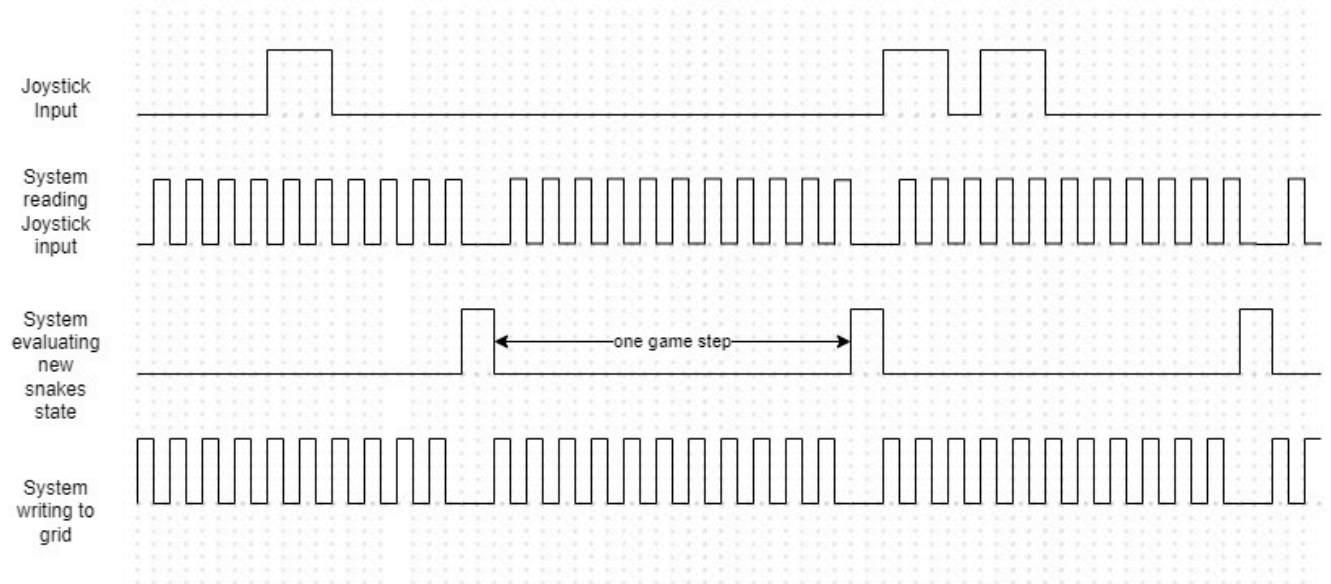 Joystick
Input
System
reading
Joystick
input
System
evaluating
new
snakes
state
one game step
System
writing to
grid